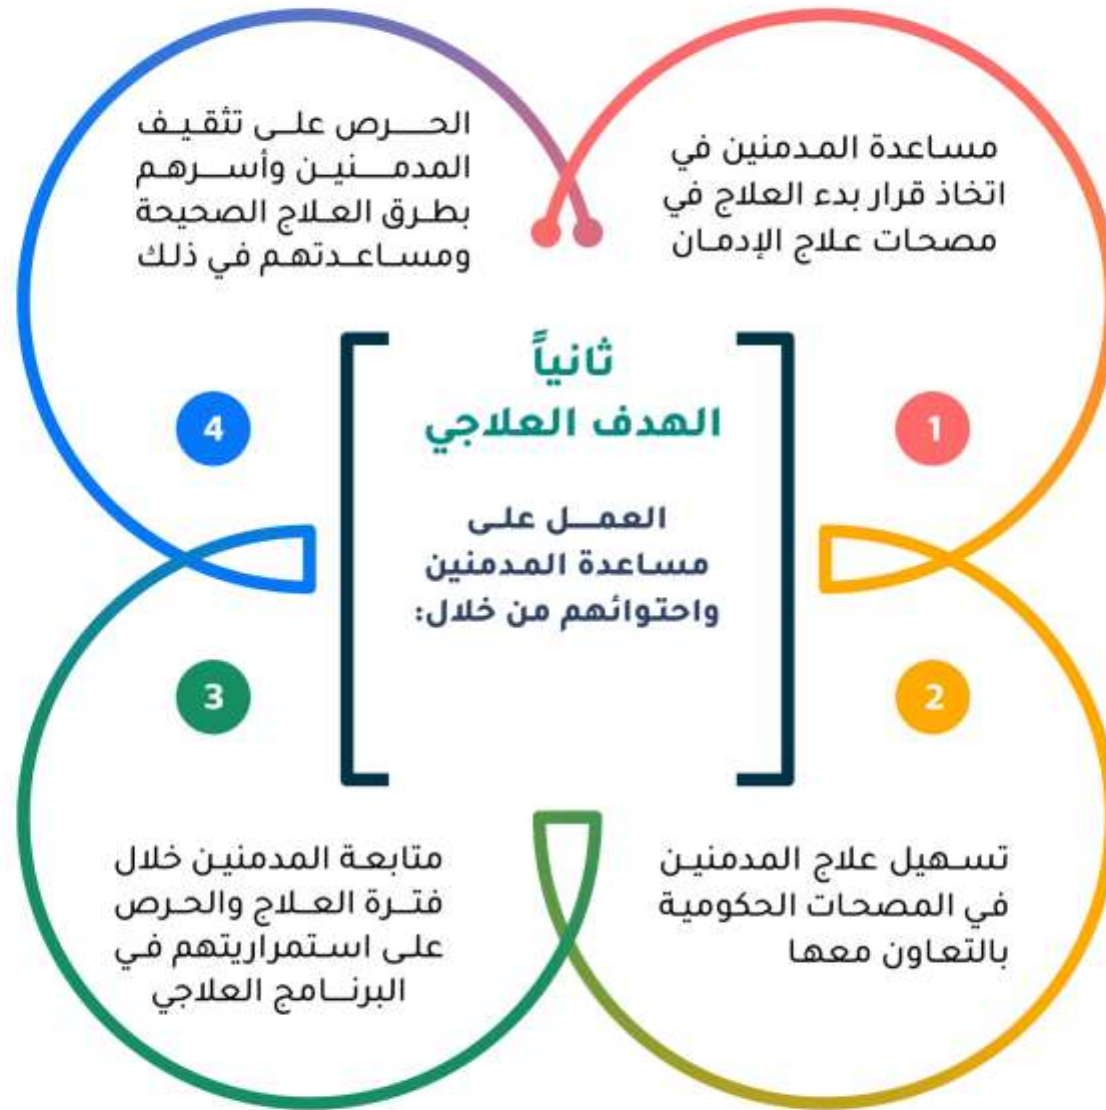 ثانياً
الهدف العلاجي
العمل على
مساعدة المدمنين
واحتوائهم من خلال:
مساعدة المدمنين في
اتخاذ قرار بدء العلاج في
مصحات علاج الإدمان
1
2
تسهيل علاج المدمنين
في المصحات الحكومية
بالتعاون معها
3
متابعة المدمنين خلال
فترة العلاج والحرص
على استمراريتهم في
البرنامج العلاجي
الحرص على تثقيف
المدمنين وأسرهم
بطرق العلاج الصحيحة
ومساعدتهم في ذلك
4